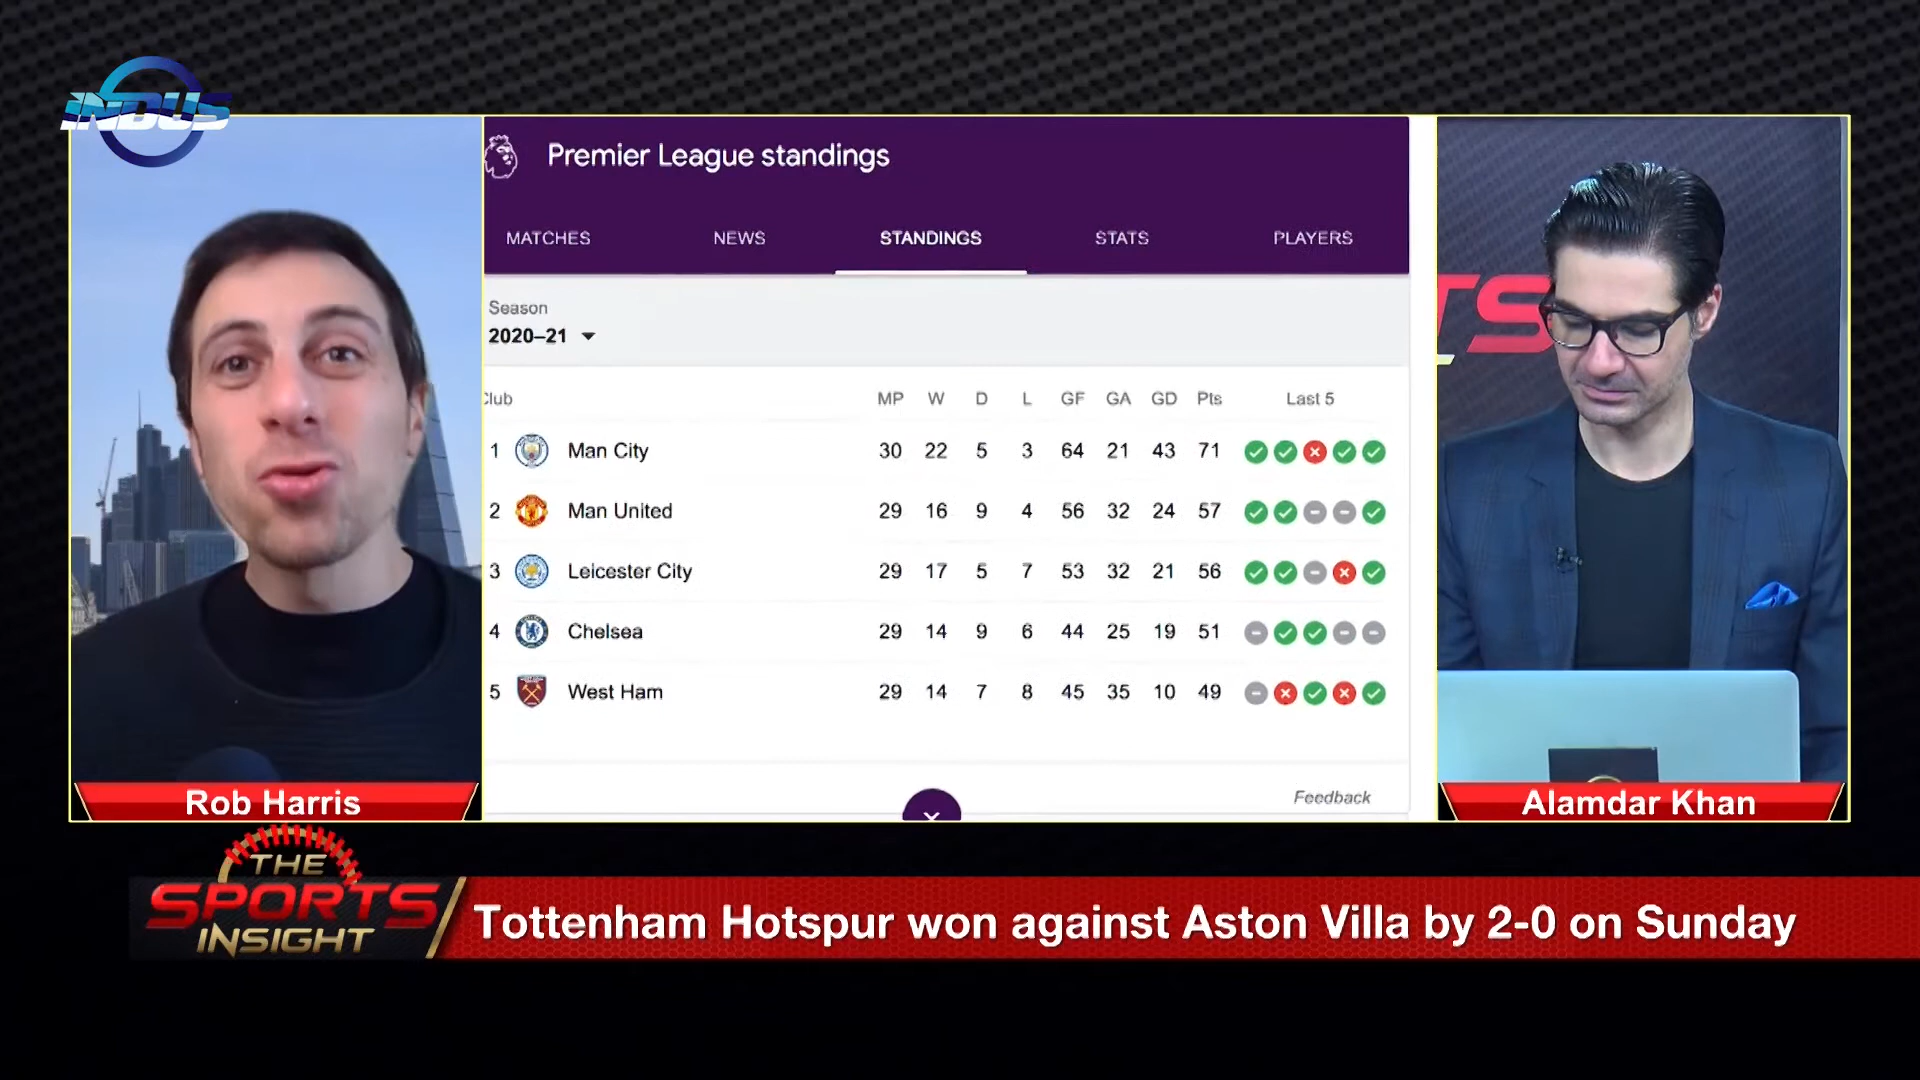 INDUS
Premier League standings
MATCHES NEWS STANDINGS STATS PLAYERS
Season
2020–21
Club MP W D L GF GA GD Pts Last 5
1 Man City 30 22 5 3 64 21 43 71
2 Man United 29 16 9 4 56 32 24 57
3 Leicester City 29 17 5 7 53 32 21 56
4 Chelsea 29 14 9 6 44 25 19 51
5 West Ham 29 14 7 8 45 35 10 49
Feedback
TS
Rob Harris
Alamdar Khan
THE
SPORTS
INSIGHT
Tottenham Hotspur won against Aston Villa by 2-0 on Sunday